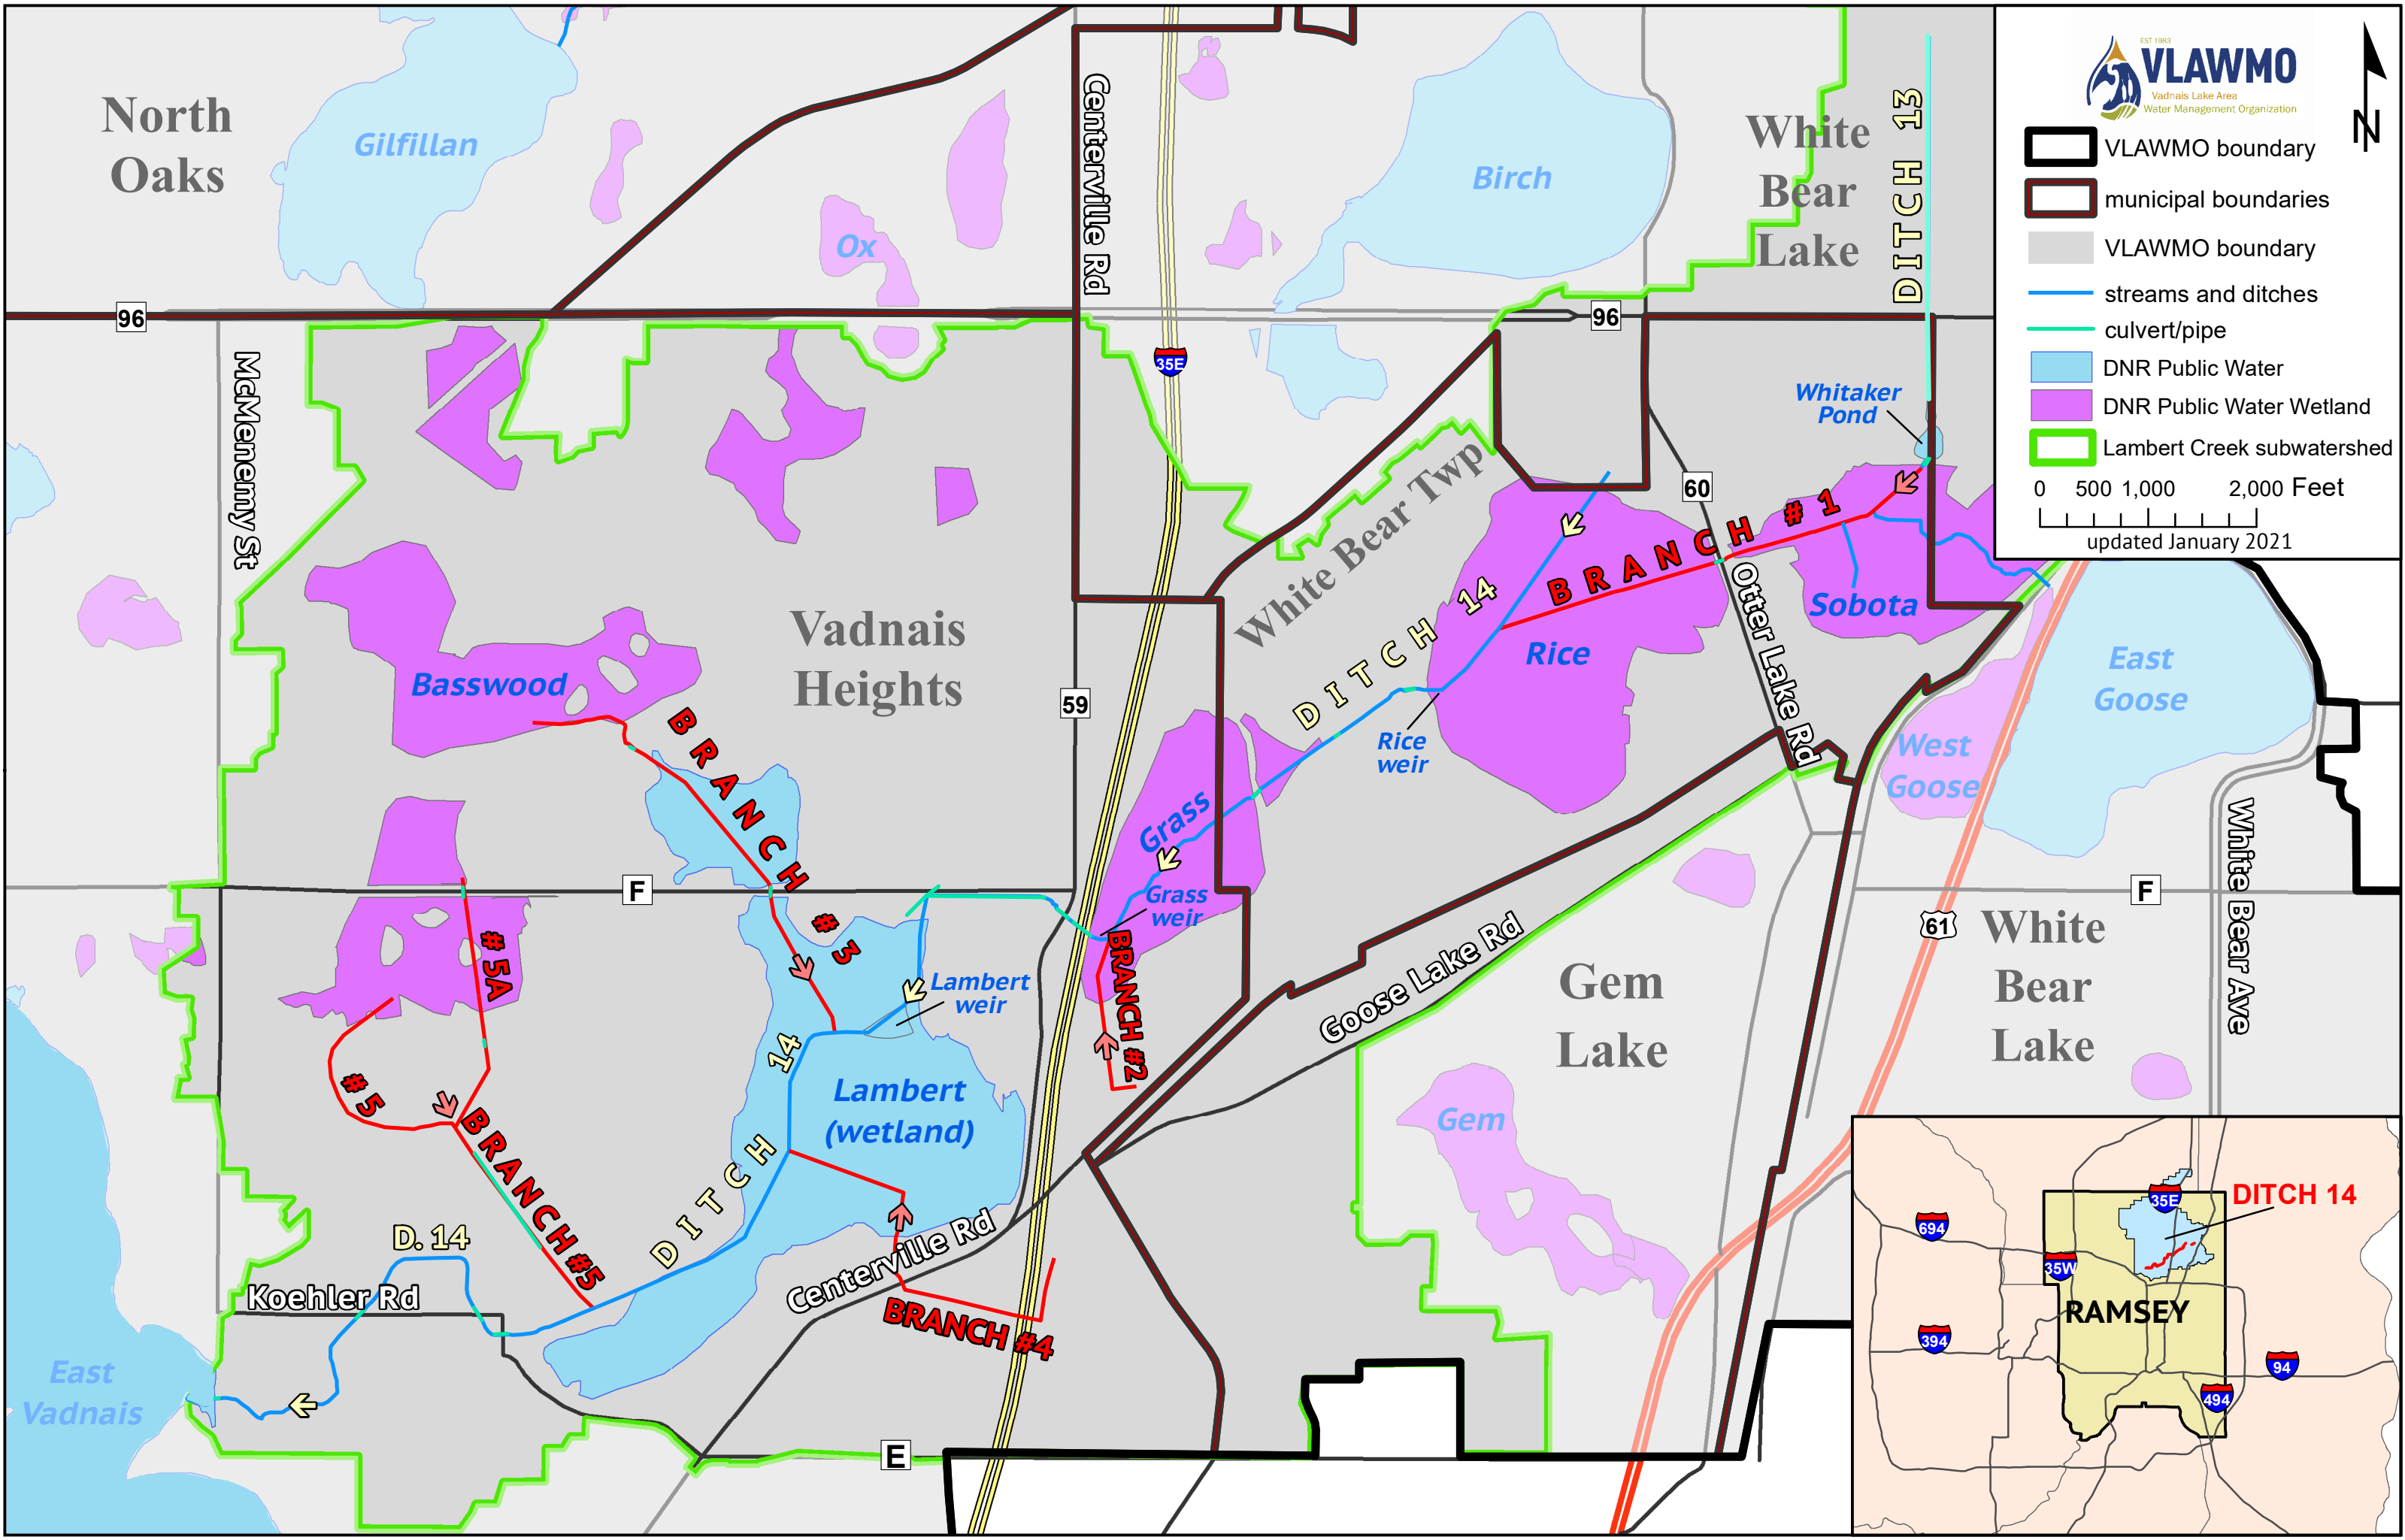 North
Oaks
Gilfillan
Ox
Centerville Rd
Birch
White
Bear
Lake
DITCH 13
EST 1983
VLAWMO
Vadnais Lake Area
Water Management Organization
N
VLAWMO boundary
municipal boundaries
VLAWMO boundary
streams and ditches
culvert/pipe
DNR Public Water
DNR Public Water Wetland
Lambert Creek subwatershed
0 500 1,000 2,000 Feet
updated January 2021
96
96
McMenemy St
35E
Whitaker
Pond
60
White Bear Twp
BRANCH #1
Otter Lake Rd
Sobota
Rice
DITCH 14
Rice
weir
Vadnais
Heights
Basswood
59
East
Goose
West
Goose
BRANCH #3
Grass
Grass
weir
F
F
White Bear Ave
61
White
Bear
Lake
#5A
#5
BRANCH #5
Lambert
weir
BRANCH #2
Goose Lake Rd
Gem
Lake
Gem
DITCH 14
Lambert
(wetland)
D. 14
Koehler Rd
Centerville Rd
BRANCH #4
East
Vadnais
E
35E
DITCH 14
694
35W
RAMSEY
394
94
494